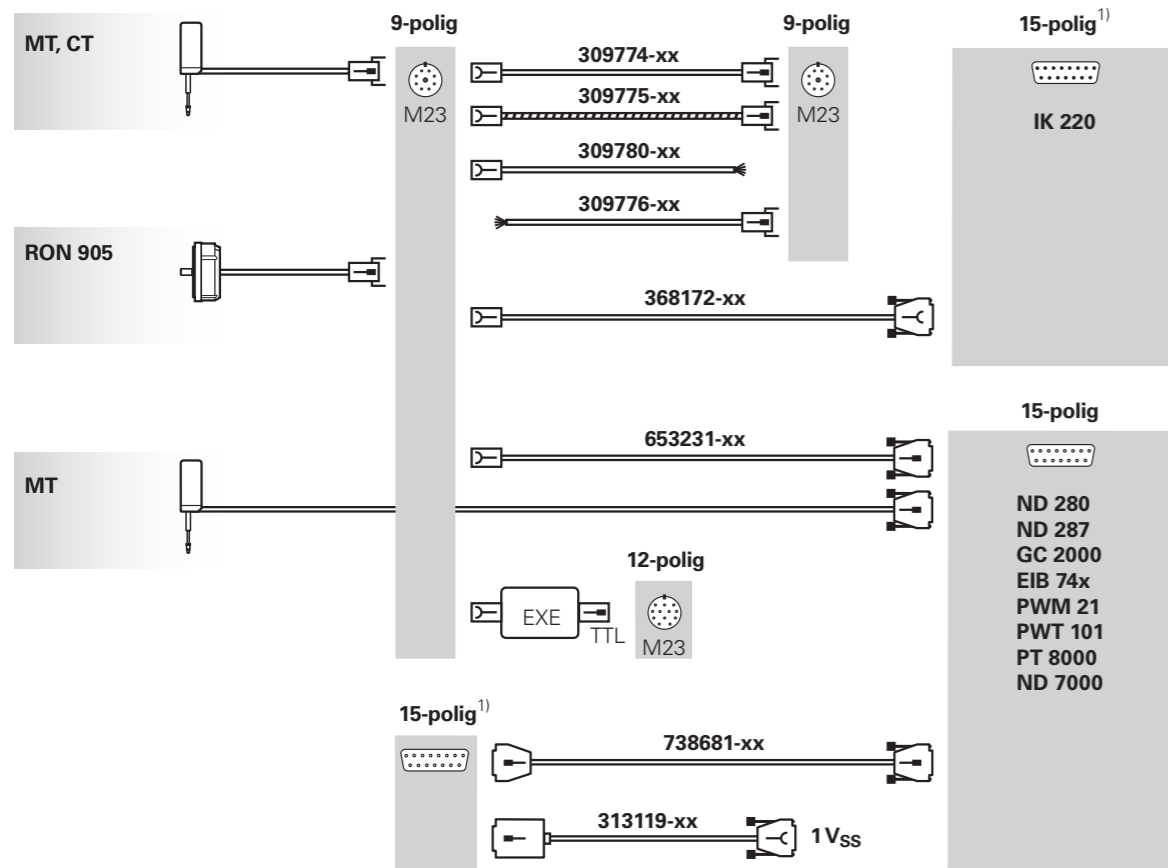 9-polig
9-polig
15-polig1)
MT, CT
309774-xx
309775-xx
M23
M23
IK 220
309780-xx
309776-xx
RON 905
368172-xx
15-polig
653231-xx
MT
ND 280
ND 287
GC 2000
EIB 74x
PWM 21
PWT 101
PT 8000
ND 7000
12-polig
EXE
TTL
M23
15-polig1)
738681-xx
313119-xx
1 VSS